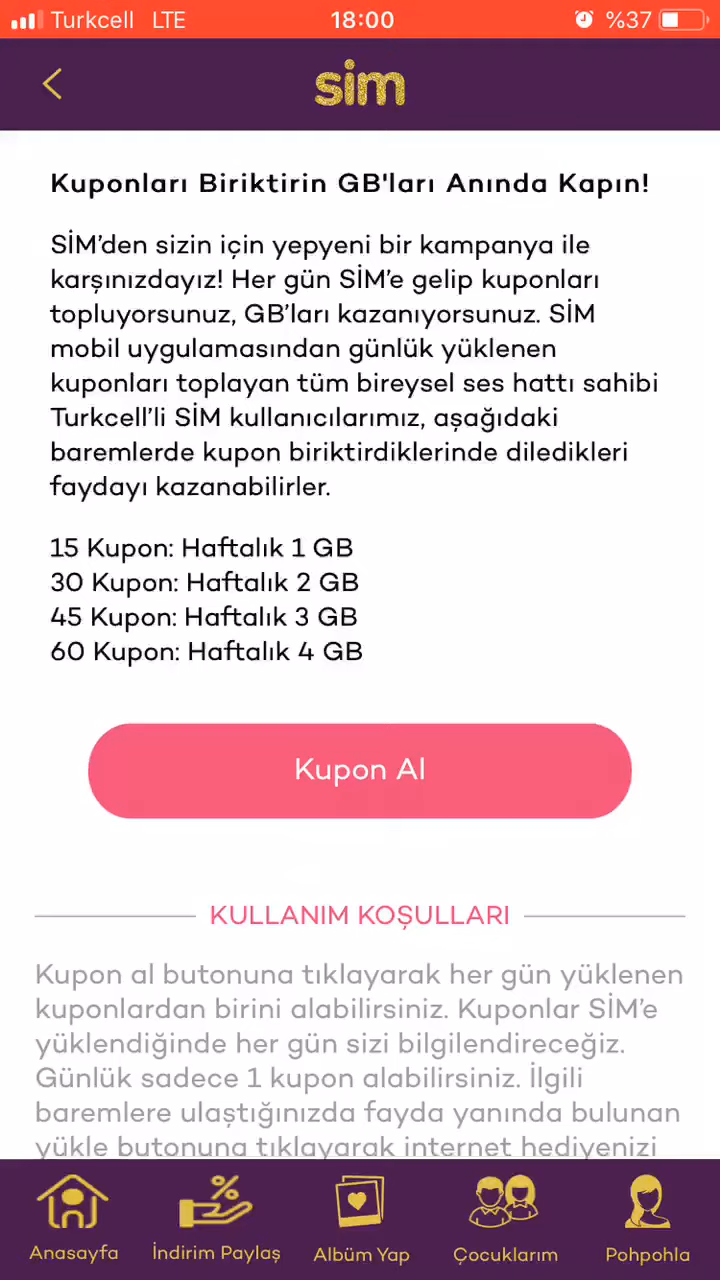 Turkcell LTE 18:00 %37
sim
Kuponları Biriktirin GB'ları Anında Kapın!
SİM’den sizin için yepyeni bir kampanya ile
karşınızdayız! Her gün SİM’e gelip kuponları
topluyorsunuz, GB’ları kazanıyorsunuz. SİM
mobil uygulamasından günlük yüklenen
kuponları toplayan tüm bireysel ses hattı sahibi
Turkcell’li SİM kullanıcılarımız, aşağıdaki
baremlerde kupon biriktirdiklerinde diledikleri
faydayı kazanabilirler.
15 Kupon: Haftalık 1 GB
30 Kupon: Haftalık 2 GB
45 Kupon: Haftalık 3 GB
60 Kupon: Haftalık 4 GB
Kupon Al
KULLANIM KOŞULLARI
Kupon al butonuna tıklayarak her gün yüklenen
kuponlardan birini alabilirsiniz. Kuponlar SİM’e
yüklendiğinde her gün sizi bilgilendireceğiz.
Günlük sadece 1 kupon alabilirsiniz. İlgili
baremlere ulaştığınızda fayda yanında bulunan
yükle butonuna tıklayarak internet hediyenizi
Anasayfa İndirim Paylaş Albüm Yap Çocuklarım Pohpohla